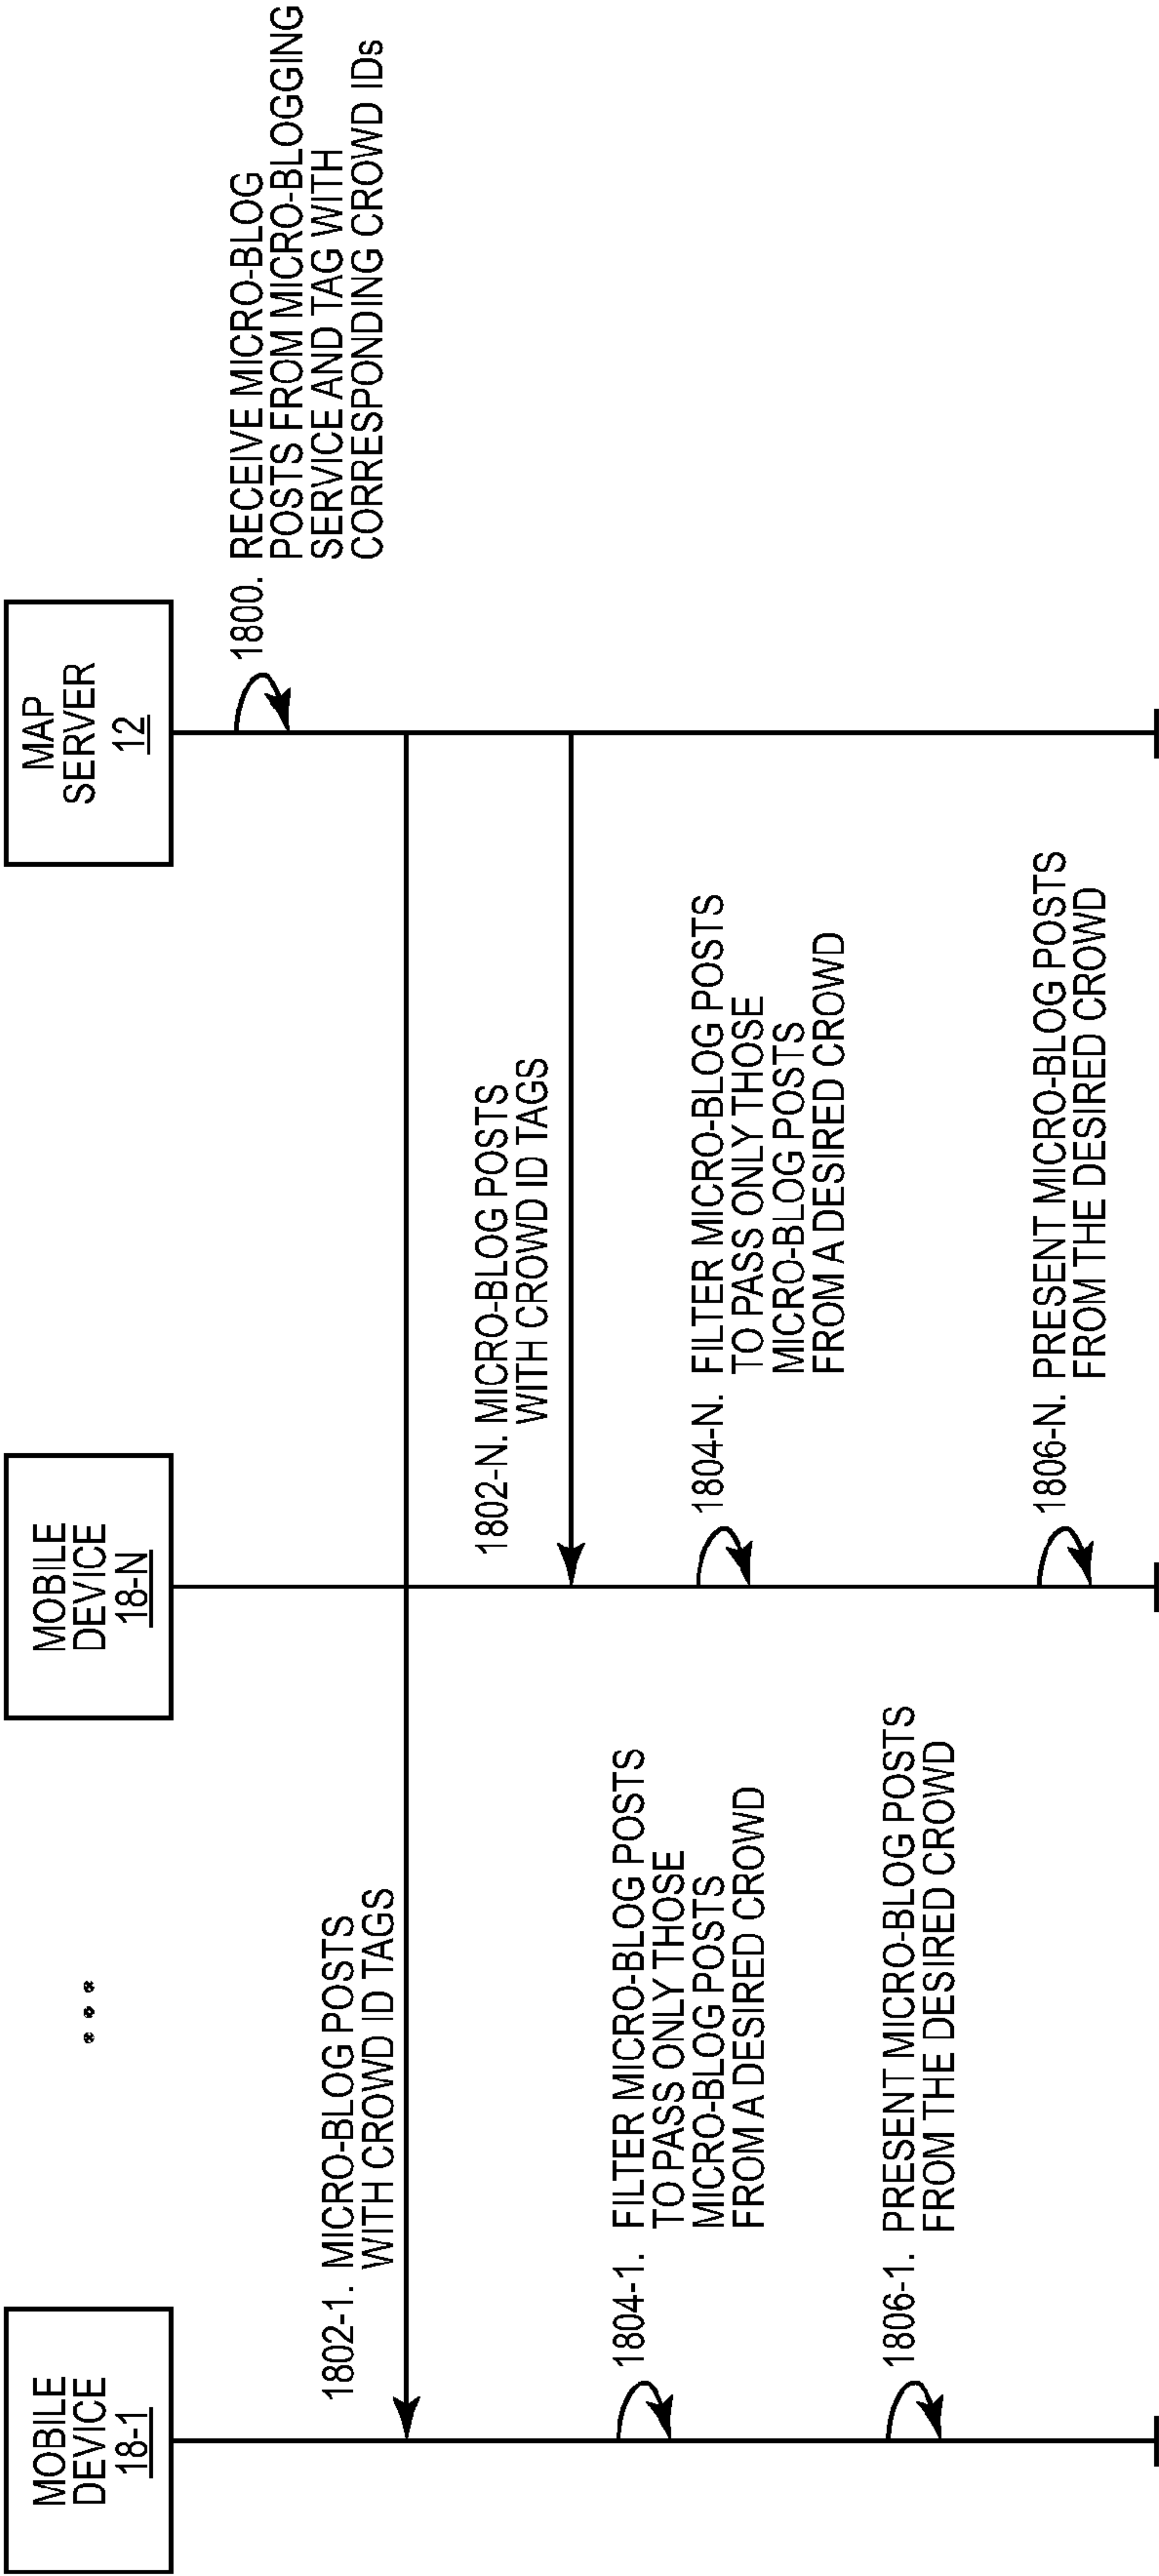 MOBILE
DEVICE
18-1
MOBILE
DEVICE
18-N
MAP
SERVER
12
1800. RECEIVE MICRO-BLOG
POSTS FROM MICRO-BLOGGING
SERVICE AND TAG WITH
CORRESPONDING CROWD IDs
1802-1. MICRO-BLOG POSTS
WITH CROWD ID TAGS
1802-N. MICRO-BLOG POSTS
WITH CROWD ID TAGS
1804-1. FILTER MICRO-BLOG POSTS
TO PASS ONLY THOSE
MICRO-BLOG POSTS
FROM A DESIRED CROWD
1804-N. FILTER MICRO-BLOG POSTS
TO PASS ONLY THOSE
MICRO-BLOG POSTS
FROM A DESIRED CROWD
1806-1. PRESENT MICRO-BLOG POSTS
FROM THE DESIRED CROWD
1806-N. PRESENT MICRO-BLOG POSTS
FROM THE DESIRED CROWD